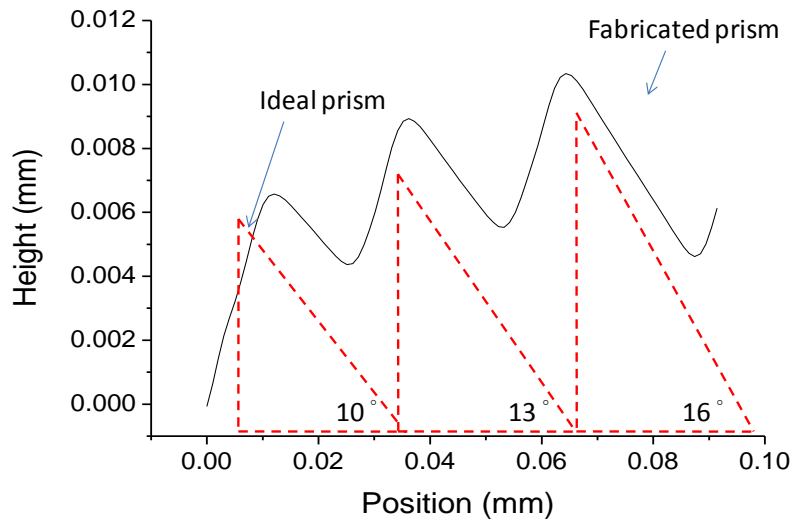 Fabricated prism
Ideal prism
Height (mm)
0.012
0.010
0.008
0.006
0.004
0.002
0.000
10°
13°
16°
0.00 0.02 0.04 0.06 0.08 0.10
Position (mm)